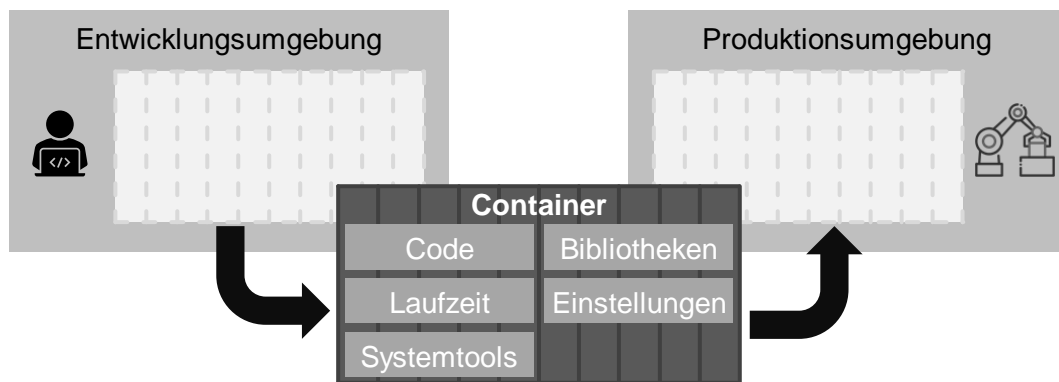 Entwicklungsumgebung
Produktionsumgebung
</>
Container
Code
Bibliotheken
Laufzeit
Einstellungen
Systemtools